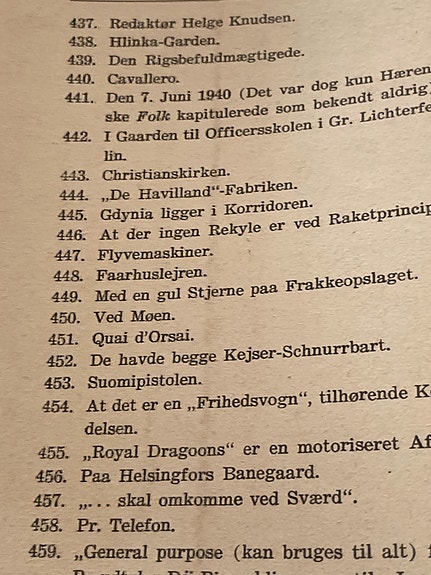 437. Redaktør Helge Knudsen.
438. Hlinka-Garden.
439. Den Rigsbefuldmægtigede.
440. Cavallero.
441. Den 7. Juni 1940 (Det var dog kun Hæren
ske Folk kapitulerede som bekendt aldrig)
442. I Gaarden til Officersskolen i Gr. Lichterfe
lin.
443. Christianskirken.
444. „De Havilland“-Fabriken.
445. Gdynia ligger i Korridoren.
446. At der ingen Rekyle er ved Raketprincip
447. Flyvemaskiner.
448. Faarhuslejren.
449. Med en gul Stjerne paa Frakkeopslaget.
450. Ved Møen.
451. Quai d'Orsai.
452. De havde begge Kejser-Schnurrbart.
453. Suomipistolen.
454. At det er en „Frihedsvogn“, tilhørende K
delsen.
455. „Royal Dragoons“ er en motoriseret Af
456. Paa Helsingfors Banegaard.
457. „... skal omkomme ved Sværd“.
458. Pr. Telefon.
459. „General purpose (kan bruges til alt) f